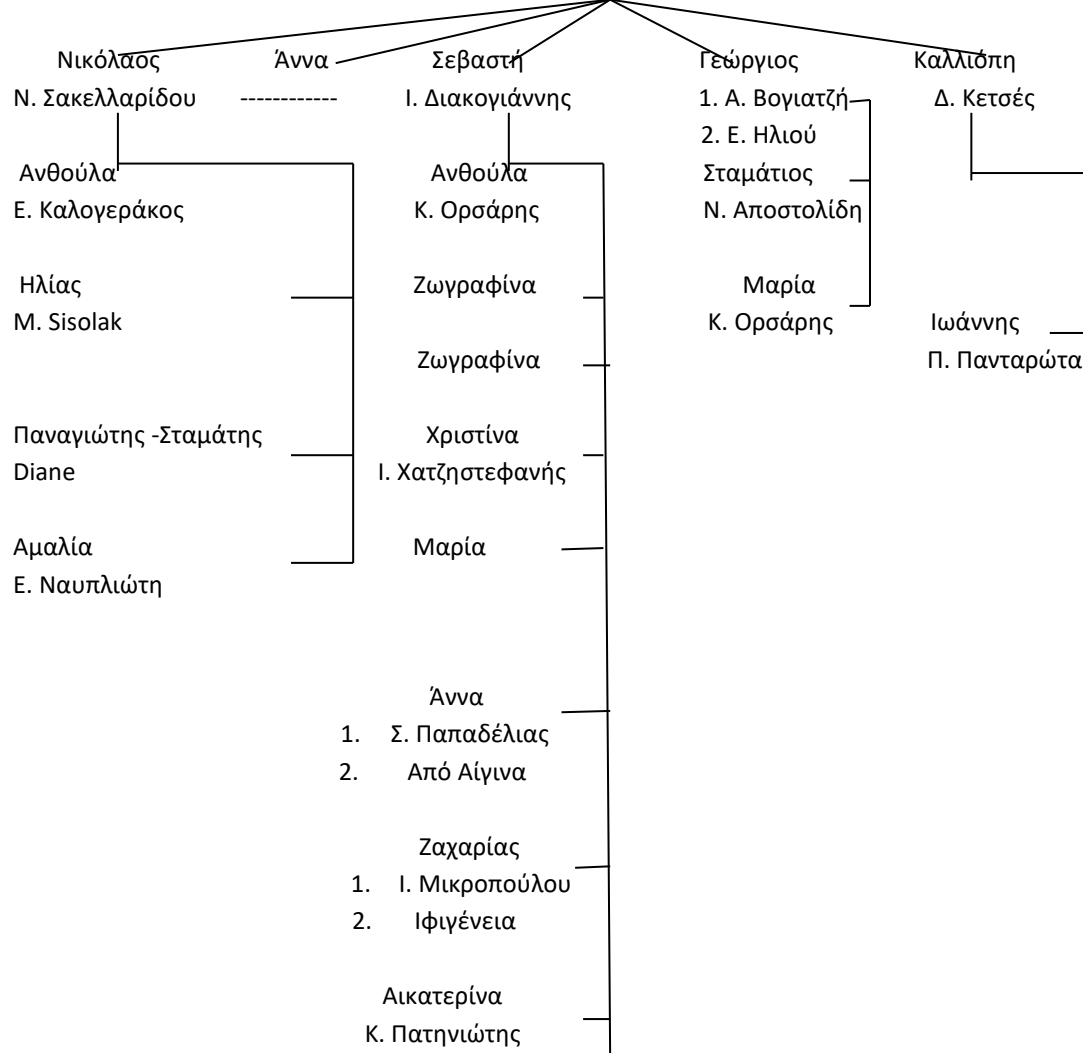 Νικόλαος Άννα Σεβαστή Γεώργιος Καλλιόπη
Ν. Σακελλαρίδου ------------ Ι. Διακογιάννης 1. Α. Βογιατζή Δ. Κετσές
2. Ε. Ηλιού
Ανθούλα Ανθούλα Σταμάτιος
Ε. Καλογεράκος Κ. Ορσάρης Ν. Αποστολίδη
Ηλίας Ζωγραφίνα Μαρία
M. Sisolak Κ. Ορσάρης Ιωάννης
Ζωγραφίνα Π. Πανταρώτα
Παναγιώτης -Σταμάτης Χριστίνα
Diane Ι. Χατζηστεφανής
Αμαλία Μαρία
Ε. Ναυπλιώτη
Άννα
1. Σ. Παπαδέλιας
2. Από Αίγινα
Ζαχαρίας
1. Ι. Μικροπούλου
2. Ιφιγένεια
Αικατερίνα
Κ. Πατηνιώτης